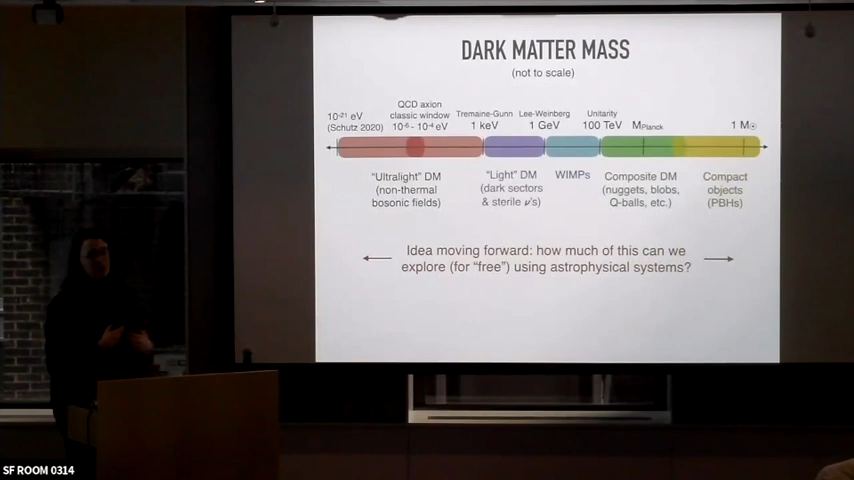 DARK MATTER MASS
(not to scale)
10⁻²¹ eV
(Schutz 2020)
QCD axion
classic window
10⁻⁶ - 10⁻⁴ eV
Tremaine-Gunn
1 keV
Lee-Weinberg
1 GeV
Unitarity
100 TeV
M_Planck
1 M☉
"Ultralight" DM
(non-thermal
bosonic fields)
"Light" DM
(dark sectors
& sterile ν's)
WIMPs
Composite DM
(nuggets, blobs,
Q-balls, etc.)
Compact
objects
(PBHs)
Idea moving forward: how much of this can we
explore (for "free") using astrophysical systems?
SF ROOM 0314